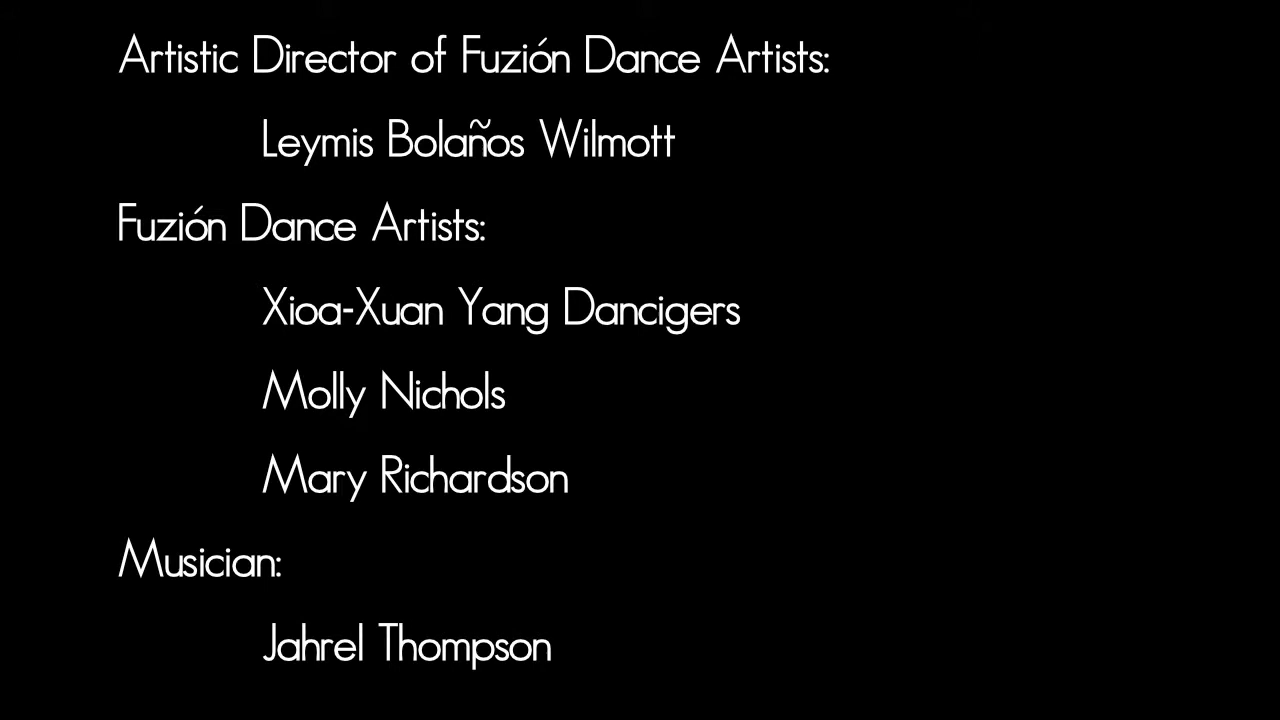 Artistic Director of Fuzión Dance Artists:
Leymis Bolaños Wilmott
Fuzión Dance Artists:
Xioa-Xuan Yang Dancigers
Molly Nichols
Mary Richardson
Musician:
Jahrel Thompson